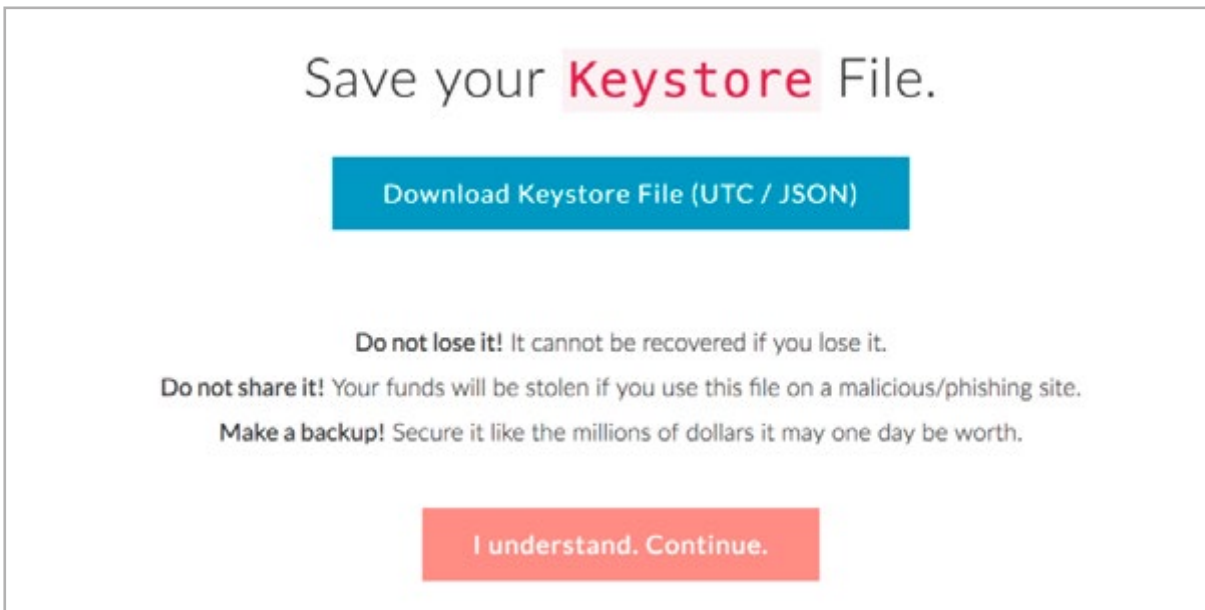 Save your Keystore File.
Download Keystore File (UTC / JSON)
Do not lose it! It cannot be recovered if you lose it.
Do not share it! Your funds will be stolen if you use this file on a malicious/phishing site.
Make a backup! Secure it like the millions of dollars it may one day be worth.
I understand. Continue.